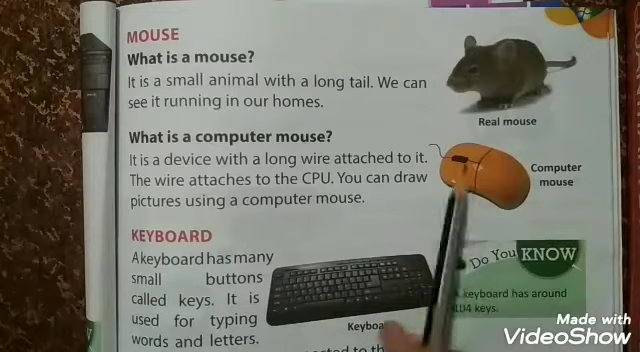 MOUSE
What is a mouse?
It is a small animal with a long tail. We can
see it running in our homes.
Real mouse
What is a computer mouse?
It is a device with a long wire attached to it.
The wire attaches to the CPU. You can draw
pictures using a computer mouse.
Computer
mouse
KEYBOARD
A keyboard has many
small buttons
called keys. It is
used for typing
words and letters.
Do You KNOW
keyboard has around
104 keys.
to th
Made with
VideoShow